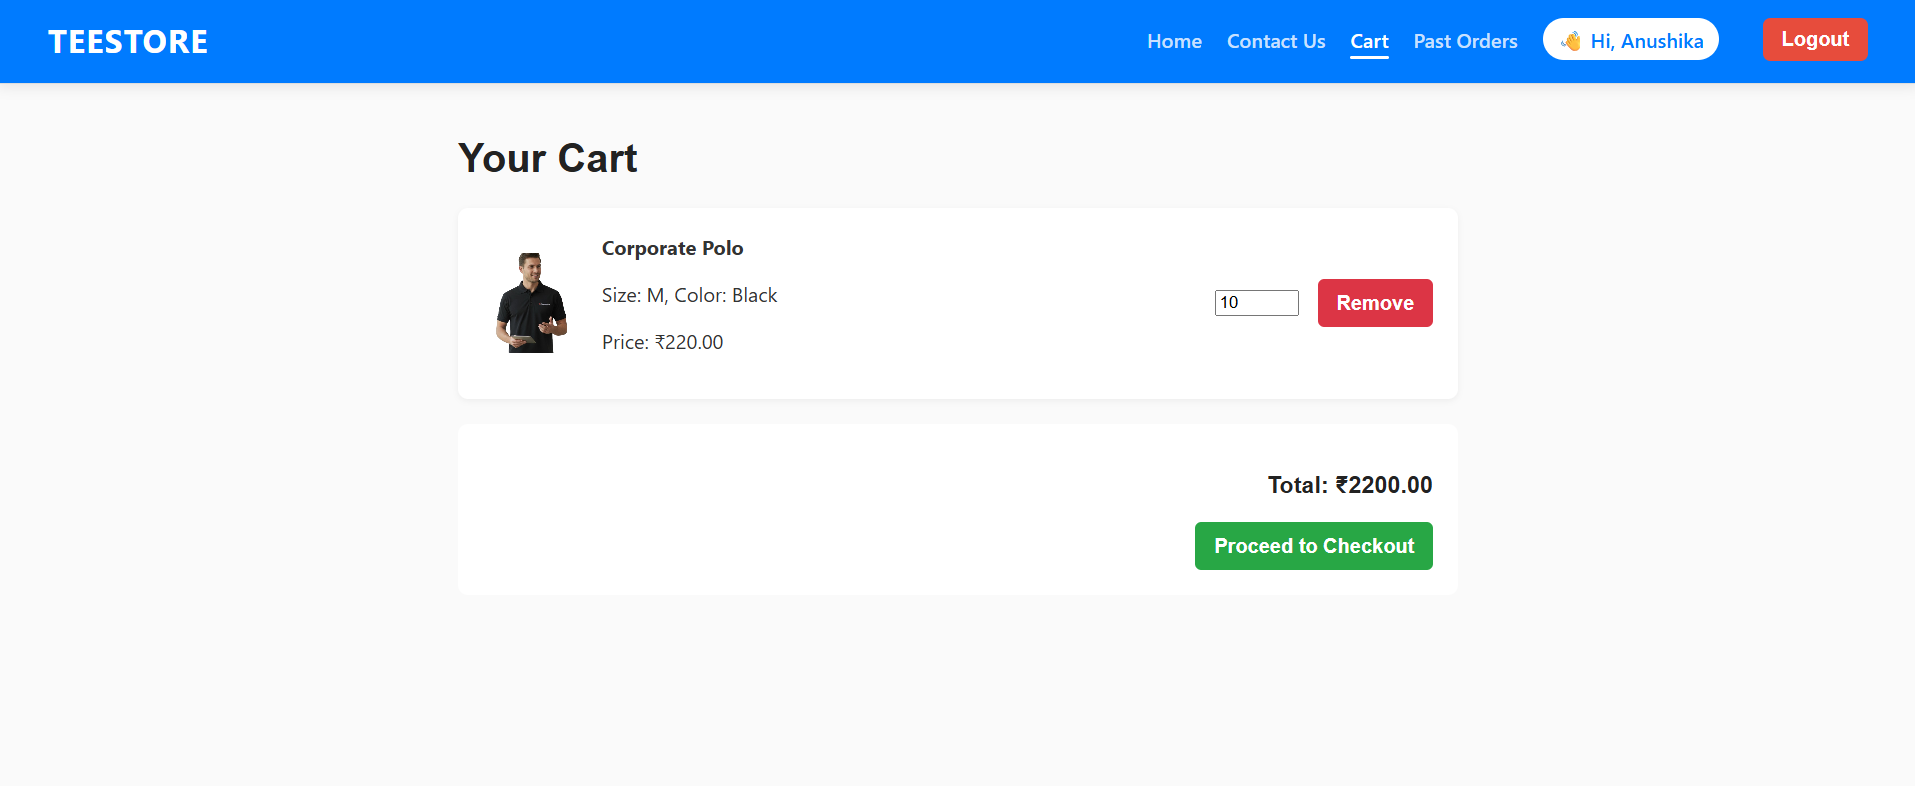 TEESTORE
Home Contact Us Cart Past Orders 👋 Hi, Anushika Logout
Your Cart
Corporate Polo
Size: M, Color: Black
Price: ₹220.00
10 Remove
Total: ₹2200.00
Proceed to Checkout